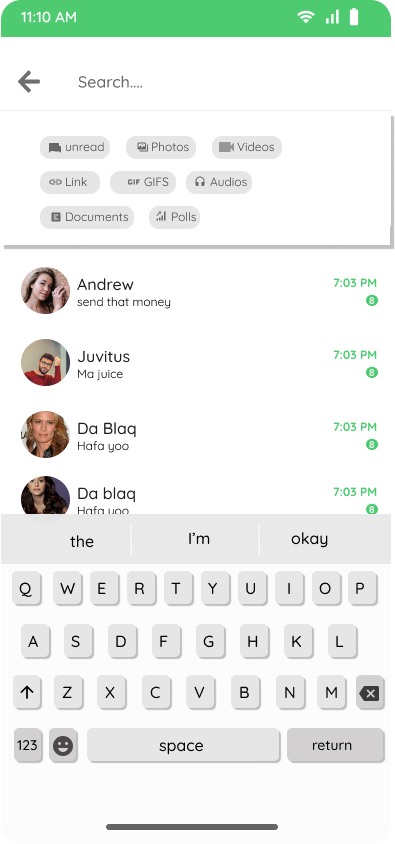 11:10 AM
Search....
unread Photos Videos
Link GIF GIFS Audios
Documents Polls
Andrew 7:03 PM
send that money 8
Juvitus 7:03 PM
Ma juice 8
Da Blaq 7:03 PM
Hafa yoo 8
Da blaq 7:03 PM
Hafa yoo 8
the I'm okay
Q W E R T Y U I O P
A S D F G H K L
Z X C V B N M
123 space return